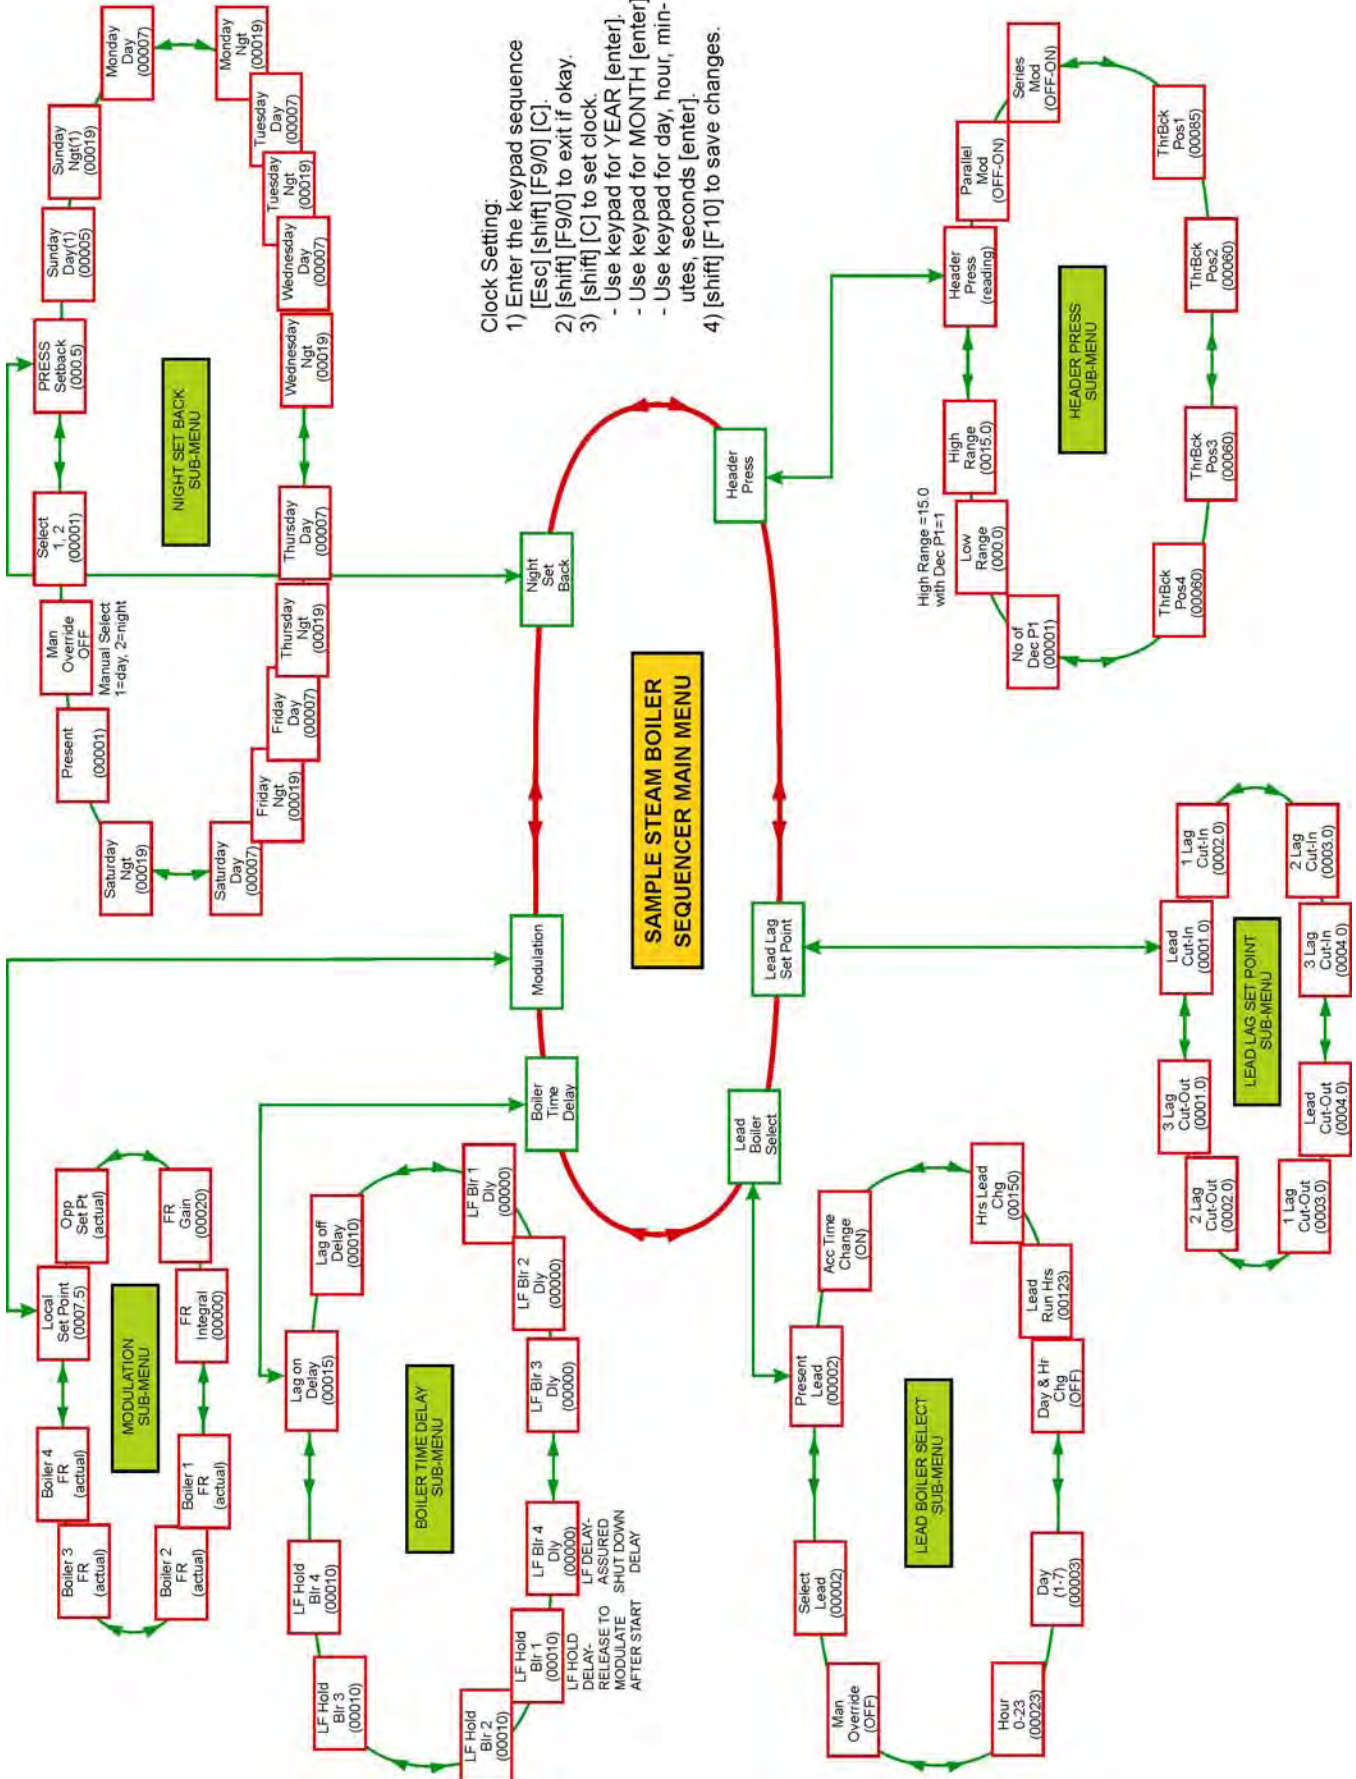 MODULATION
SUB-MENU
Local
Set Point
(0007.5)
Opp
Set Pt
(actual)
FR
Gain
(00020)
FR
Integral
(00000)
Boiler 1
FR
(actual)
Boiler 2
FR
(actual)
Boiler 3
FR
(actual)
Boiler 4
FR
(actual)
NIGHT SET BACK
SUB-MENU
Present
(00001)
Man
Override
OFF
Manual Select
1=day, 2=night
Select
1, 2
(00001)
PRESS
Setback
(000.5)
Sunday
Day(1)
(00005)
Sunday
Ngt(1)
(00019)
Monday
Day
(00007)
Monday
Ngt
(00019)
Tuesday
Day
(00007)
Tuesday
Ngt
(00019)
Wednesday
Day
(00007)
Wednesday
Ngt
(00019)
Thursday
Day
(00007)
Thursday
Ngt
(00019)
Friday
Day
(00007)
Friday
Ngt
(00019)
Saturday
Day
(00007)
Saturday
Ngt
(00019)
BOILER TIME DELAY
SUB-MENU
Lag on
Delay
(00015)
Lag off
Delay
(00010)
LF Blr 1
Dly
(00000)
LF Blr 2
Dly
(00000)
LF Blr 3
Dly
(00000)
LF Blr 4
Dly
(00000)
LF DELAY-
ASSURED
SHUT DOWN
DELAY
LF Hold
Blr 1
(00010)
LF HOLD
DELAY-
RELEASE TO
MODULATE
AFTER START
LF Hold
Blr 2
(00010)
LF Hold
Blr 3
(00010)
LF Hold
Blr 4
(00010)
Clock Setting:
1) Enter the keypad sequence
[Esc] [shift] [F9/0] [C].
2) [shift] [F9/0] to exit if okay.
3) [shift] [C] to set clock.
- Use keypad for YEAR [enter].
- Use keypad for MONTH [enter]
- Use keypad for day, hour, min-
utes, seconds [enter].
4) [shift] [F10] to save changes.
Boiler
Time
Delay
Modulation
Night
Set
Back
Header
Press
Lead Lag
Set Point
Lead
Boiler
Select
SAMPLE STEAM BOILER
SEQUENCER MAIN MENU
LEAD BOILER SELECT
SUB-MENU
Present
Lead
(00002)
Acc Time
Change
(ON)
Hrs Lead
Chg
(00150)
Lead
Run Hrs
(00123)
Day & Hr
Chg
(OFF)
Day
(1-7)
(00003)
Hour
0-23
(00023)
Man
Override
(OFF)
Select
Lead
(00002)
LEAD LAG SET POINT
SUB-MENU
Lead
Cut-In
(0001.0)
1 Lag
Cut-In
(0002.0)
2 Lag
Cut-In
(0003.0)
3 Lag
Cut-In
(0004.0)
Lead
Cut-Out
(0004.0)
1 Lag
Cut-Out
(0003.0)
2 Lag
Cut-Out
(0002.0)
3 Lag
Cut-Out
(0001.0)
HEADER PRESS
SUB-MENU
High Range =15.0
with Dec P1=1
Header
Press
(reading)
Parallel
Mod
(OFF-ON)
Series
Mod
(OFF-ON)
ThrBck
Pos1
(00085)
ThrBck
Pos2
(00060)
ThrBck
Pos3
(00060)
ThrBck
Pos4
(00060)
No of
Dec P1
(00001)
Low
Range
(000.0)
High
Range
(0015.0)